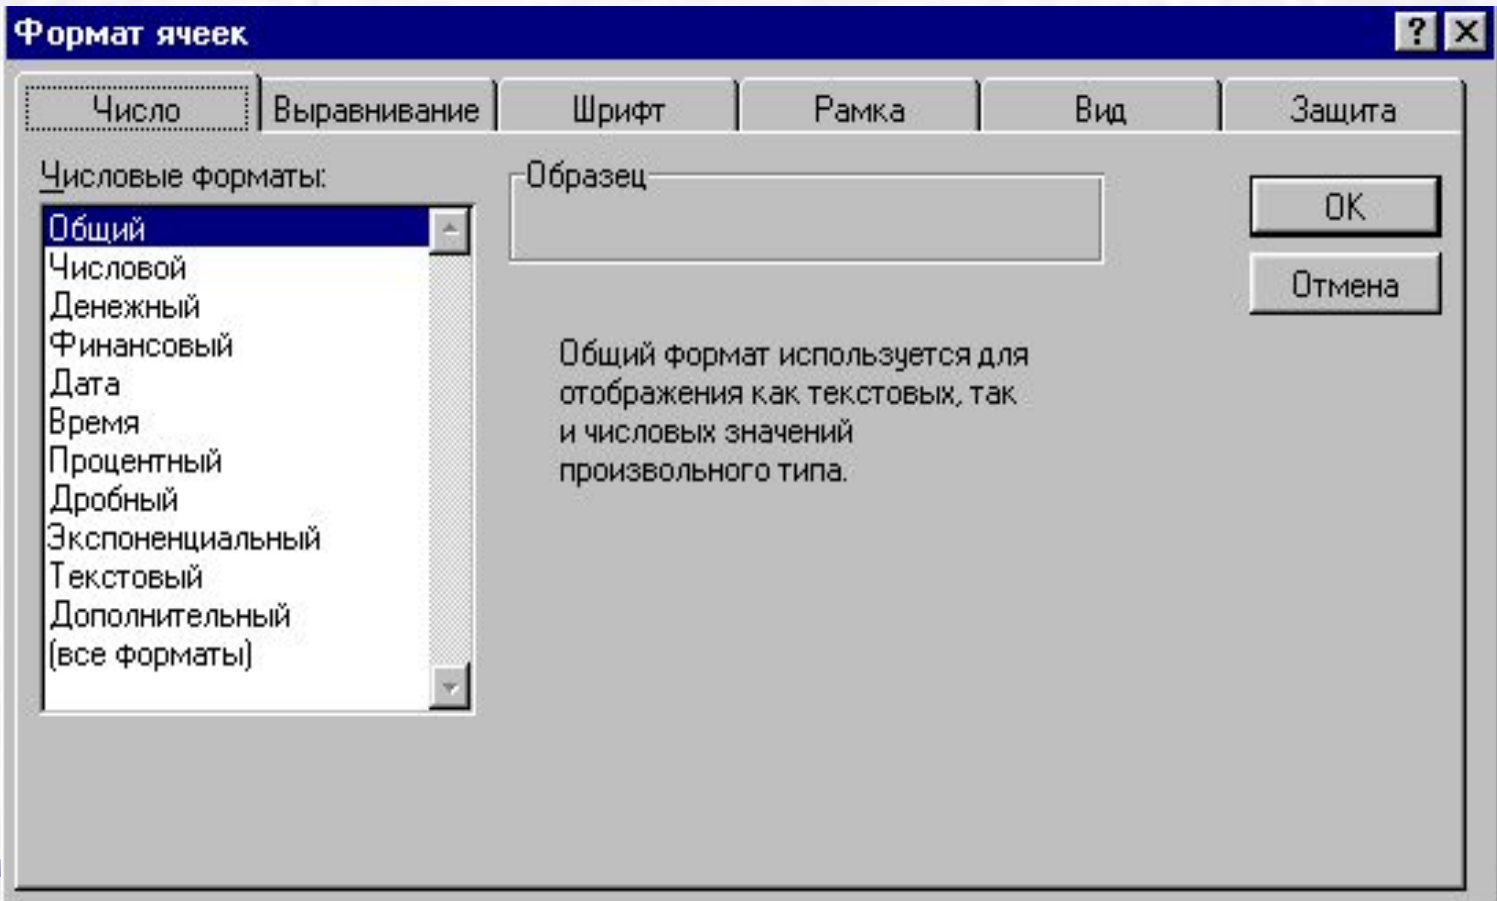 Формат ячеек
Число
Выравнивание
Шрифт
Рамка
Вид
Защита
Числовые форматы:
Общий
Числовой
Денежный
Финансовый
Дата
Время
Процентный
Дробный
Экспоненциальный
Текстовый
Дополнительный
(все форматы)
Образец
Общий формат используется для
отображения как текстовых, так
и числовых значений
произвольного типа.
OK
Отмена